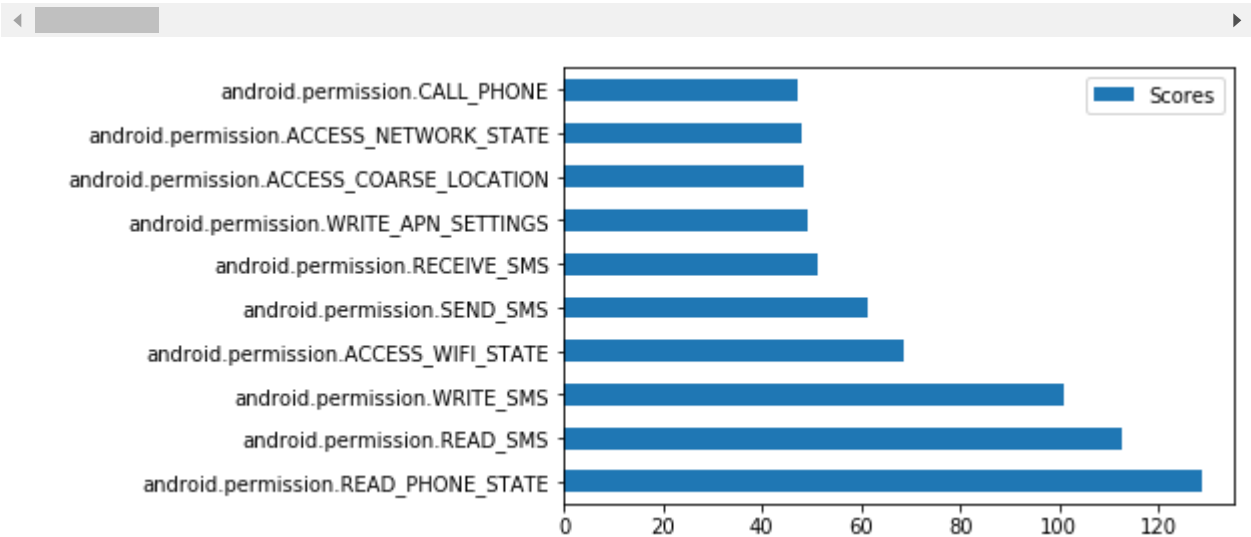 android.permission.CALL_PHONE
Scores
android.permission.ACCESS_NETWORK_STATE
android.permission.ACCESS_COARSE_LOCATION
android.permission.WRITE_APN_SETTINGS
android.permission.RECEIVE_SMS
android.permission.SEND_SMS
android.permission.ACCESS_WIFI_STATE
android.permission.WRITE_SMS
android.permission.READ_SMS
android.permission.READ_PHONE_STATE
0 20 40 60 80 100 120